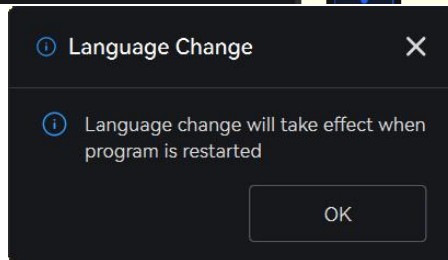 Language Change
Language change will take effect when
program is restarted
OK